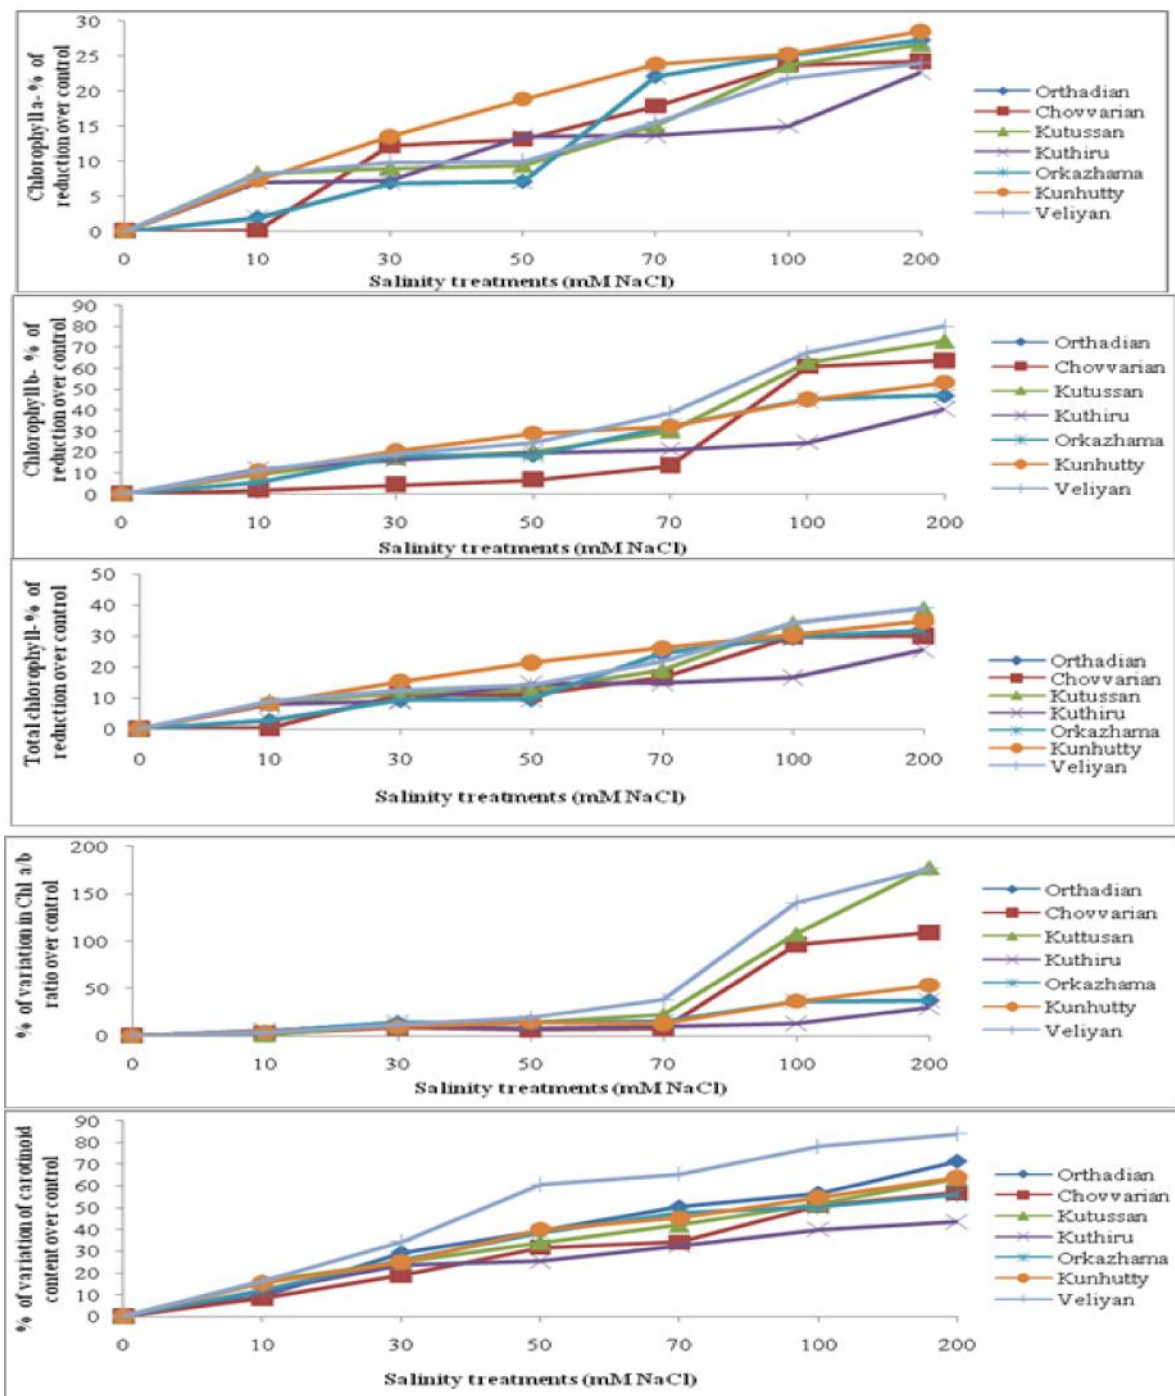 Chlorophyll a- % of
reduction over control
30
25
20
15
10
5
0
0 10 30 50 70 100 200
Salinity treatments (mM NaCl)
Orthadian
Chovvarian
Kutussan
Kuthiru
Orkazhama
Kunhutty
Veliyan
Chlorophyll b- % of
reduction over control
90
80
70
60
50
40
30
20
10
0
0 10 30 50 70 100 200
Salinity treatments (mM NaCl)
Orthadian
Chovvarian
Kutussan
Kuthiru
Orkazhama
Kunhutty
Veliyan
Total chlorophyll- % of
reduction over control
50
40
30
20
10
0
0 10 30 50 70 100 200
Salinity treatments (mM NaCl)
Orthadian
Chovvarian
Kutussan
Kuthiru
Orkazhama
Kunhutty
Veliyan
% of variation in Chl a/b
ratio over control
200
150
100
50
0
0 10 30 50 70 100 200
Salinity treatments (mM NaCl)
Orthadian
Chovvarian
Kuttusan
Kuthiru
Orkazhama
Kunhutty
Veliyan
% of variation of carotinoid
content over control
90
80
70
60
50
40
30
20
10
0
0 10 30 50 70 100 200
Salinity treatments (mM NaCl)
Orthadian
Chovvarian
Kutussan
Kuthiru
Orkazhama
Kunhutty
Veliyan